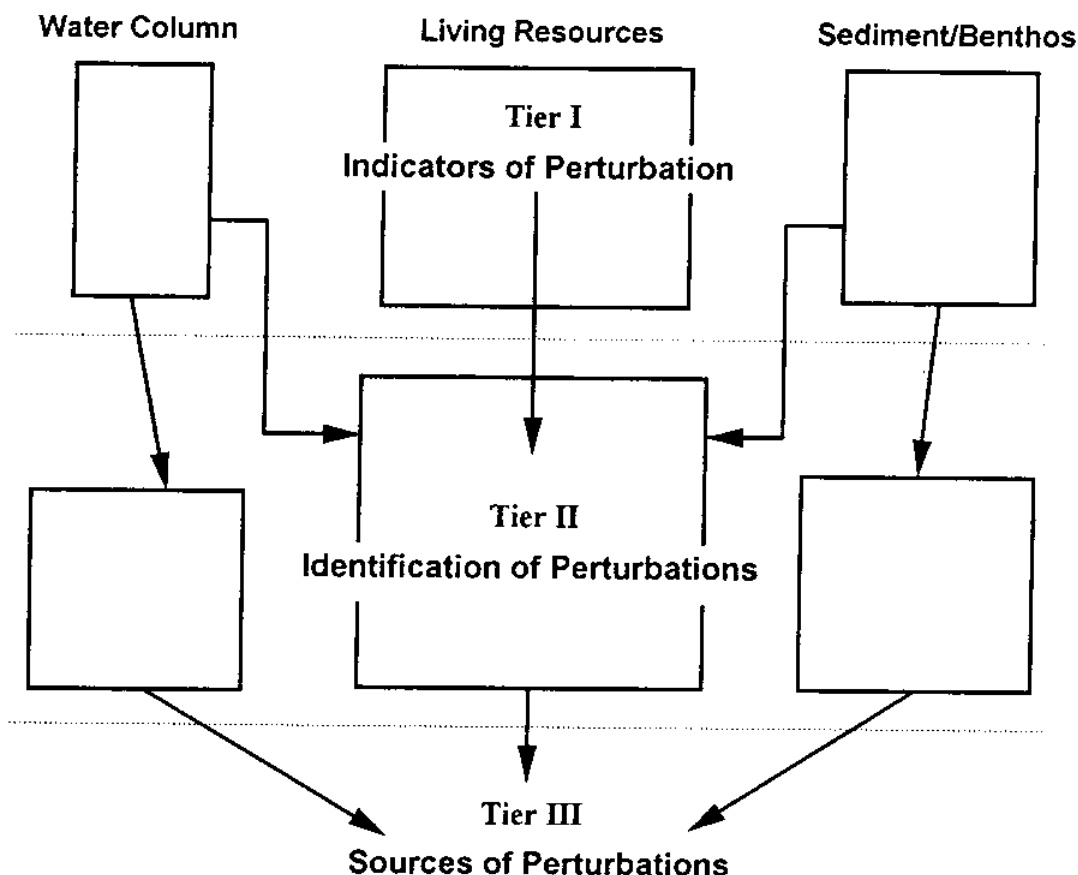 Water Column
Living Resources
Sediment/Benthos
Tier I
Indicators of Perturbation
Tier II
Identification of Perturbations
Tier III
Sources of Perturbations